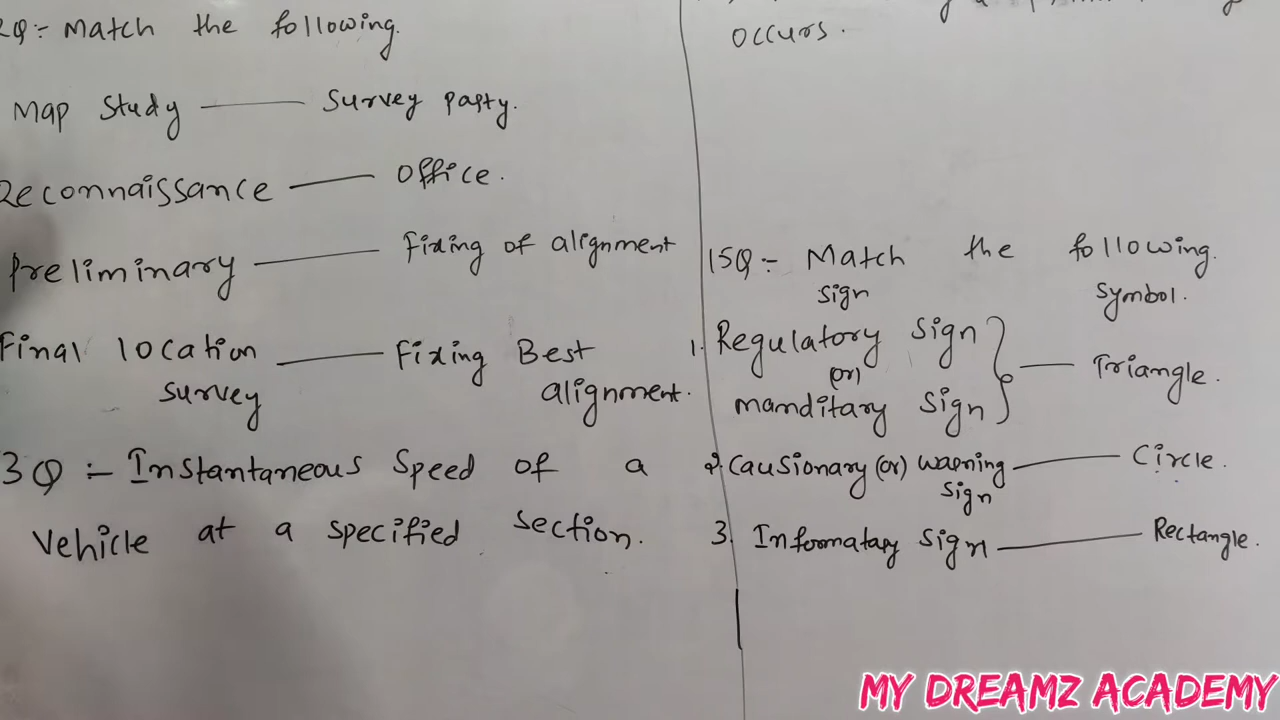 2Q:- Match the following.
Map Study —— Survey party.
Reconnaissance —— Office.
Preliminary —— Fixing of alignment
Final location —— Fixing Best
survey alignment.
3Q:- Instantaneous Speed of a
Vehicle at a specified section.
occurs.
15Q:- Match the following.
Sign Symbol.
1. Regulatory Sign
(or) —— Triangle.
manditary Sign
2. Causionary (or) warning —— Circle.
Sign
3. Informatary Sign —— Rectangle.
MY DREAMZ ACADEMY